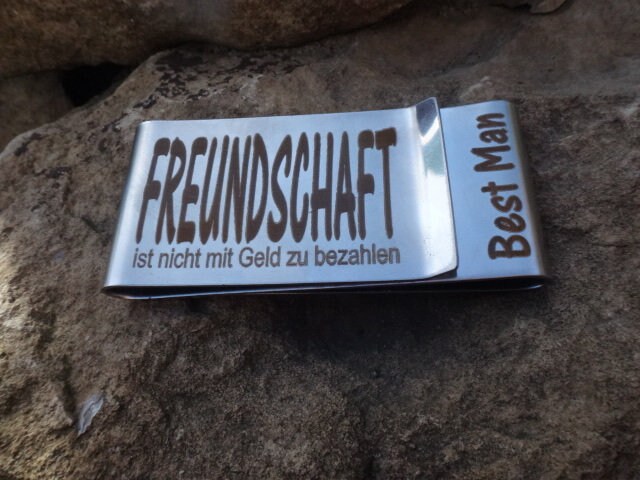 FREUNDSCHAFT
ist nicht mit Geld zu bezahlen
Best Man